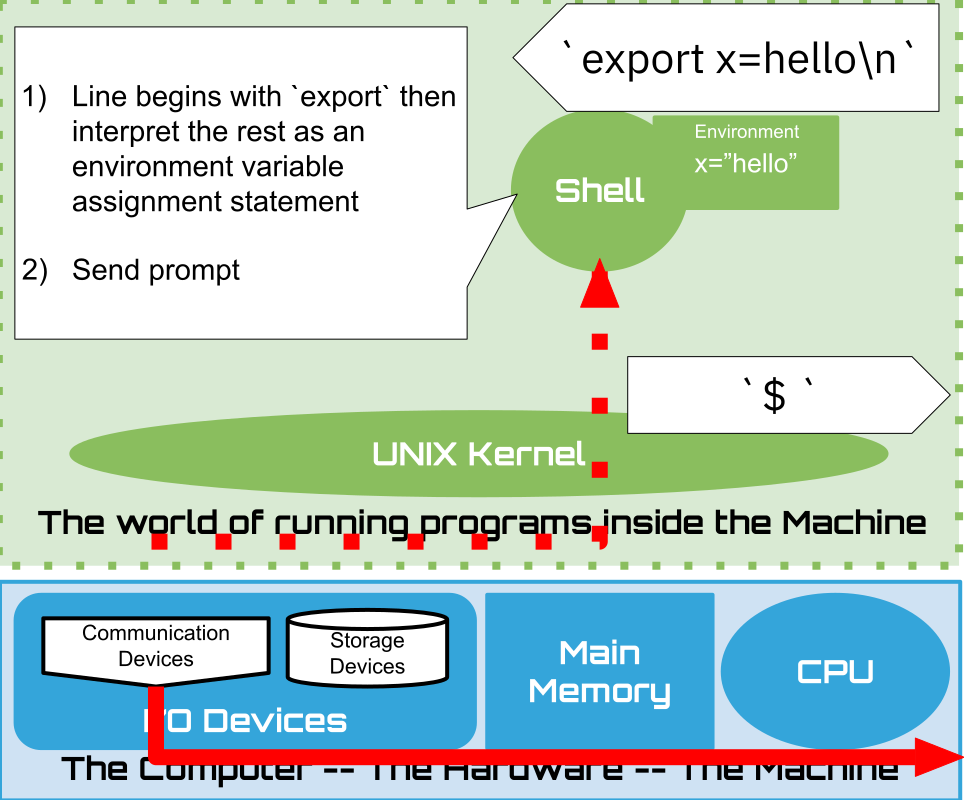 `export x=hello\n`
1) Line begins with `export` then
interpret the rest as an
environment variable
assignment statement
2) Send prompt
Environment
x=”hello”
Shell
`$ `
UNIX Kernel
The world of running programs inside the Machine
Communication
Devices
Storage
Devices
I/O Devices
Main
Memory
CPU
The Computer -- The Hardware -- The Machine